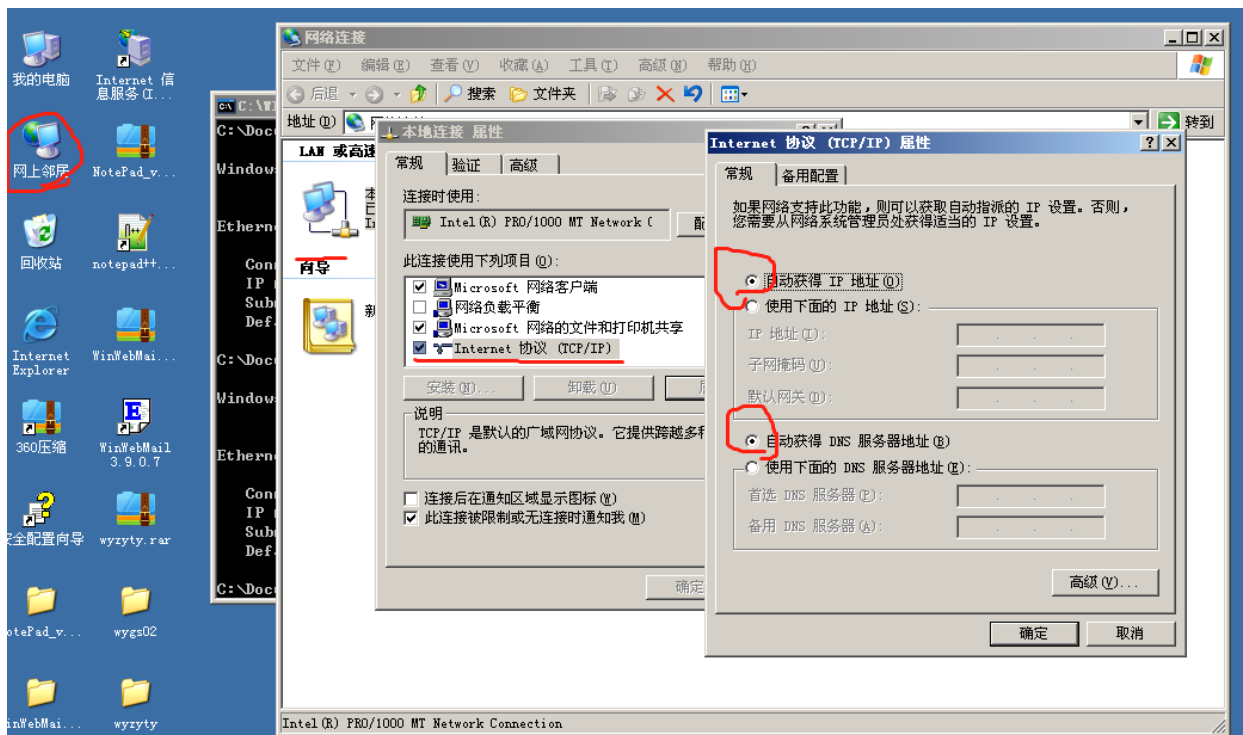 我的电脑
Internet 信
息服务(I...
网上邻居
NotePad_v...
回收站
notepad++...
Internet
Explorer
WinWebMai...
360压缩
WinWebMail
3.9.0.7
安全配置向导
wyzyty.rar
otePad_v...
wygs02
inWebMai...
wyzyty
C:\WI
C:\Doc
Window
Ethern
Con
IP
Sub
Def
C:\Doc
Window
Ethern
Con
IP
Sub
Def.
C:\Doc
网络连接
文件(F) 编辑(E) 查看(V) 收藏(A) 工具(T) 高级(N) 帮助(H)
后退 搜索 文件夹
地址(D) 转到
LAN 或高速
向导
新
本地连接 属性
常规 验证 高级
连接时使用:
Intel(R) PRO/1000 MT Network C 配
此连接使用下列项目(O):
Microsoft 网络客户端
网络负载平衡
Microsoft 网络的文件和打印机共享
Internet 协议 (TCP/IP)
安装(N)... 卸载(U)
说明
TCP/IP 是默认的广域网协议。它提供跨越多种
的通讯。
连接后在通知区域显示图标(W)
此连接被限制或无连接时通知我(M)
确定
Internet 协议 (TCP/IP) 属性
常规 备用配置
如果网络支持此功能，则可以获取自动指派的 IP 设置。否则，
您需要从网络系统管理员处获得适当的 IP 设置。
自动获得 IP 地址(O)
使用下面的 IP 地址(S):
IP 地址(I):
子网掩码(U):
默认网关(D):
自动获得 DNS 服务器地址(B)
使用下面的 DNS 服务器地址(E):
首选 DNS 服务器(P):
备用 DNS 服务器(A):
高级(V)...
确定 取消
Intel(R) PRO/1000 MT Network Connection